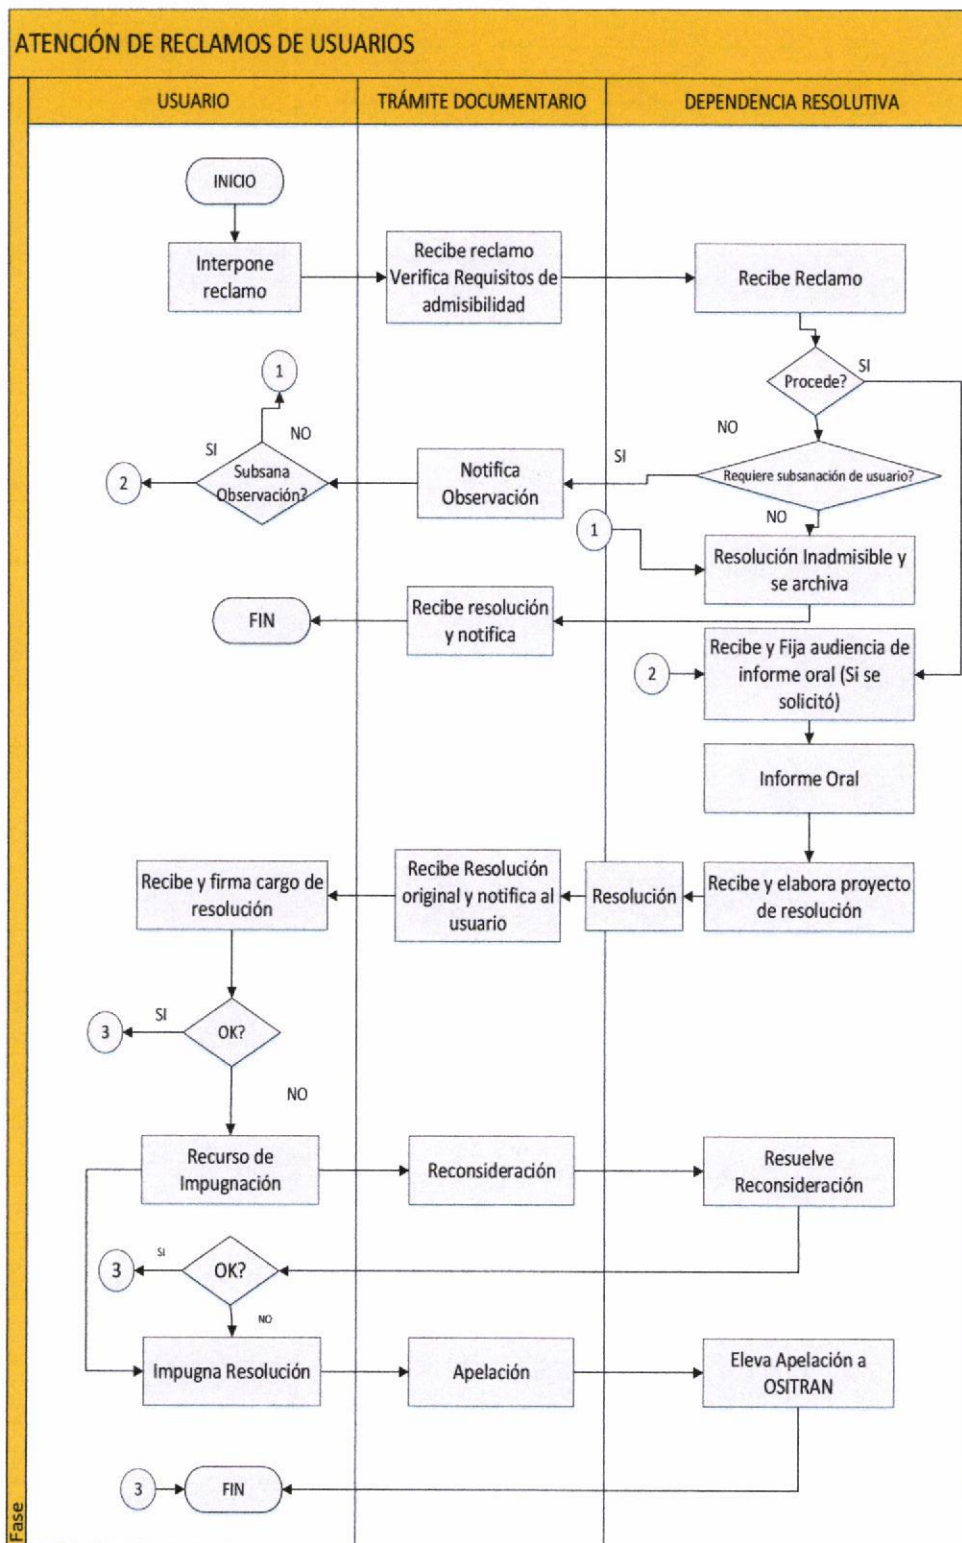 ATENCIÓN DE RECLAMOS DE USUARIOS
USUARIO
TRÁMITE DOCUMENTARIO
DEPENDENCIA RESOLUTIVA
INICIO
Interpone
reclamo
Recibe reclamo
Verifica Requisitos de
admisibilidad
Recibe Reclamo
Procede?
SI
NO
1
SI
NO
Subsana
Observación?
2
Notifica
Observación
SI
Requiere subsanación de usuario?
NO
1
Resolución Inadmisible y
se archiva
Recibe resolución
y notifica
FIN
2
Recibe y Fija audiencia de
informe oral (Si se
solicitó)
Informe Oral
Recibe y elabora proyecto
de resolución
Resolución
Recibe Resolución
original y notifica al
usuario
Recibe y firma cargo de
resolución
OK?
SI
3
NO
Recurso de
Impugnación
Reconsideración
Resuelve
Reconsideración
OK?
SI
3
NO
Impugna Resolución
Apelación
Eleva Apelación a
OSITRAN
3
FIN
Fase